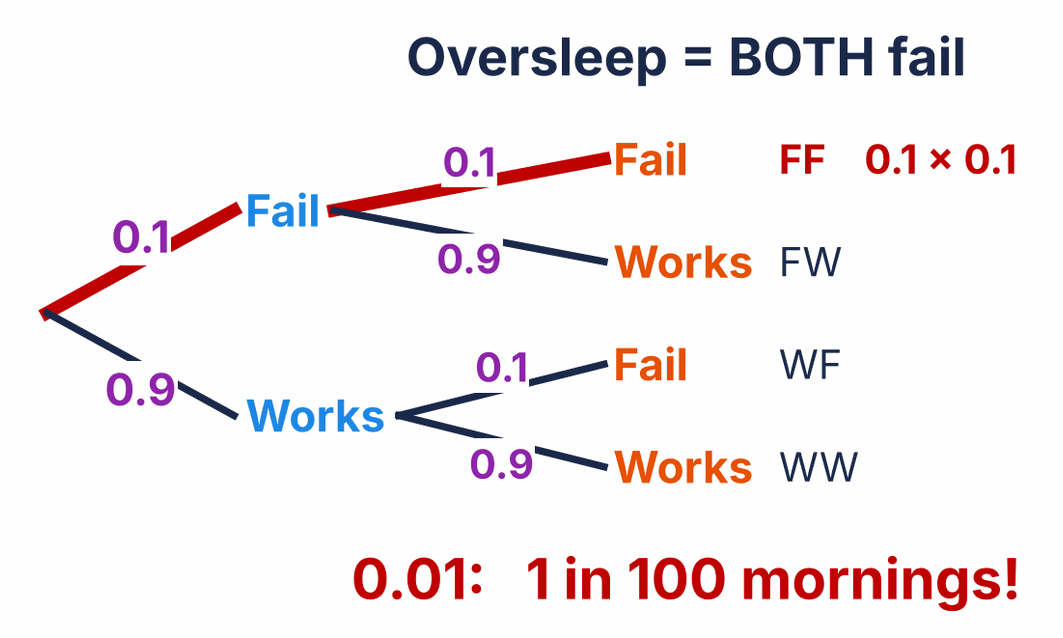 Oversleep = BOTH fail
0.1 Fail FF 0.1 × 0.1
0.1 Fail
0.9 Works FW
0.1 Fail WF
0.9 Works
0.9 Works WW
0.01: 1 in 100 mornings!